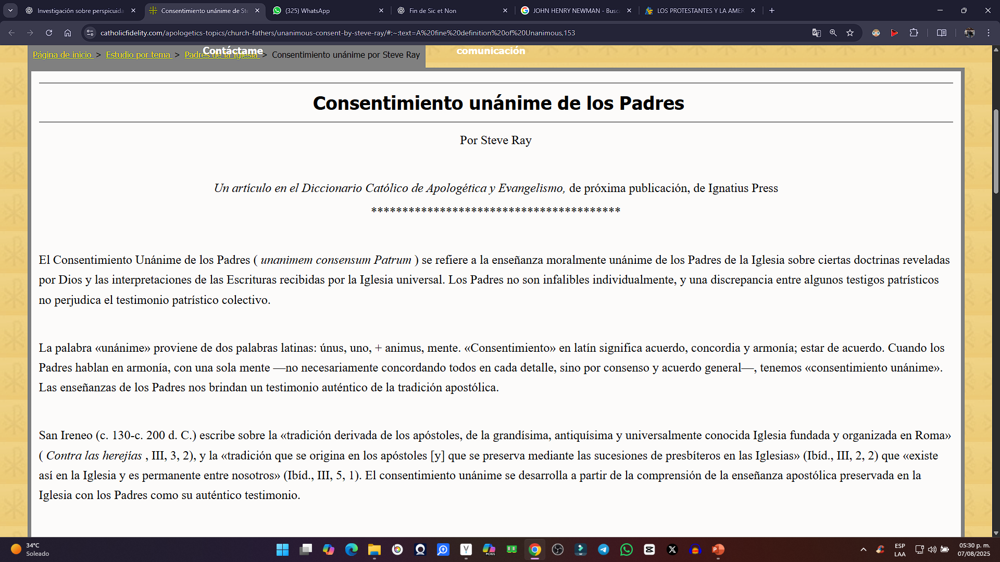 Investigación sobre perspicuida
Consentimiento unánime de Ste
(325) WhatsApp
Fin de Sic et Non
JOHN HENRY NEWMAN - Busc
LOS PROTESTANTES Y LA AMER
catholicfidelity.com/apologetics-topics/church-fathers/unanimous-consent-by-steve-ray/#:~:text=A%20fine%20definition%20of%20Unanimous,153
Contáctame
comunicación
Página de inicio > Estudio por tema > Padres de la Iglesia > Consentimiento unánime por Steve Ray
Consentimiento unánime de los Padres
Por Steve Ray
Un artículo en el Diccionario Católico de Apologética y Evangelismo, de próxima publicación, de Ignatius Press
****************************************
El Consentimiento Unánime de los Padres ( unanimem consensum Patrum ) se refiere a la enseñanza moralmente unánime de los Padres de la Iglesia sobre ciertas doctrinas reveladas
por Dios y las interpretaciones de las Escrituras recibidas por la Iglesia universal. Los Padres no son infalibles individualmente, y una discrepancia entre algunos testigos patrísticos
no perjudica el testimonio patrístico colectivo.
La palabra «unánime» proviene de dos palabras latinas: únus, uno, + animus, mente. «Consentimiento» en latín significa acuerdo, concordia y armonía; estar de acuerdo. Cuando los
Padres hablan en armonía, con una sola mente —no necesariamente concordando todos en cada detalle, sino por consenso y acuerdo general—, tenemos «consentimiento unánime».
Las enseñanzas de los Padres nos brindan un testimonio auténtico de la tradición apostólica.
San Ireneo (c. 130-c. 200 d. C.) escribe sobre la «tradición derivada de los apóstoles, de la grandísima, antiquísima y universalmente conocida Iglesia fundada y organizada en Roma»
( Contra las herejías , III, 3, 2), y la «tradición que se origina en los apóstoles [y] que se preserva mediante las sucesiones de presbíteros en las Iglesias» (Ibíd., III, 2, 2) que «existe
así en la Iglesia y es permanente entre nosotros» (Ibíd., III, 5, 1). El consentimiento unánime se desarrolla a partir de la comprensión de la enseñanza apostólica preservada en la
Iglesia con los Padres como su auténtico testimonio.
34°C
Soleado
M365
ESP
LAA
05:30 p. m.
07/08/2025